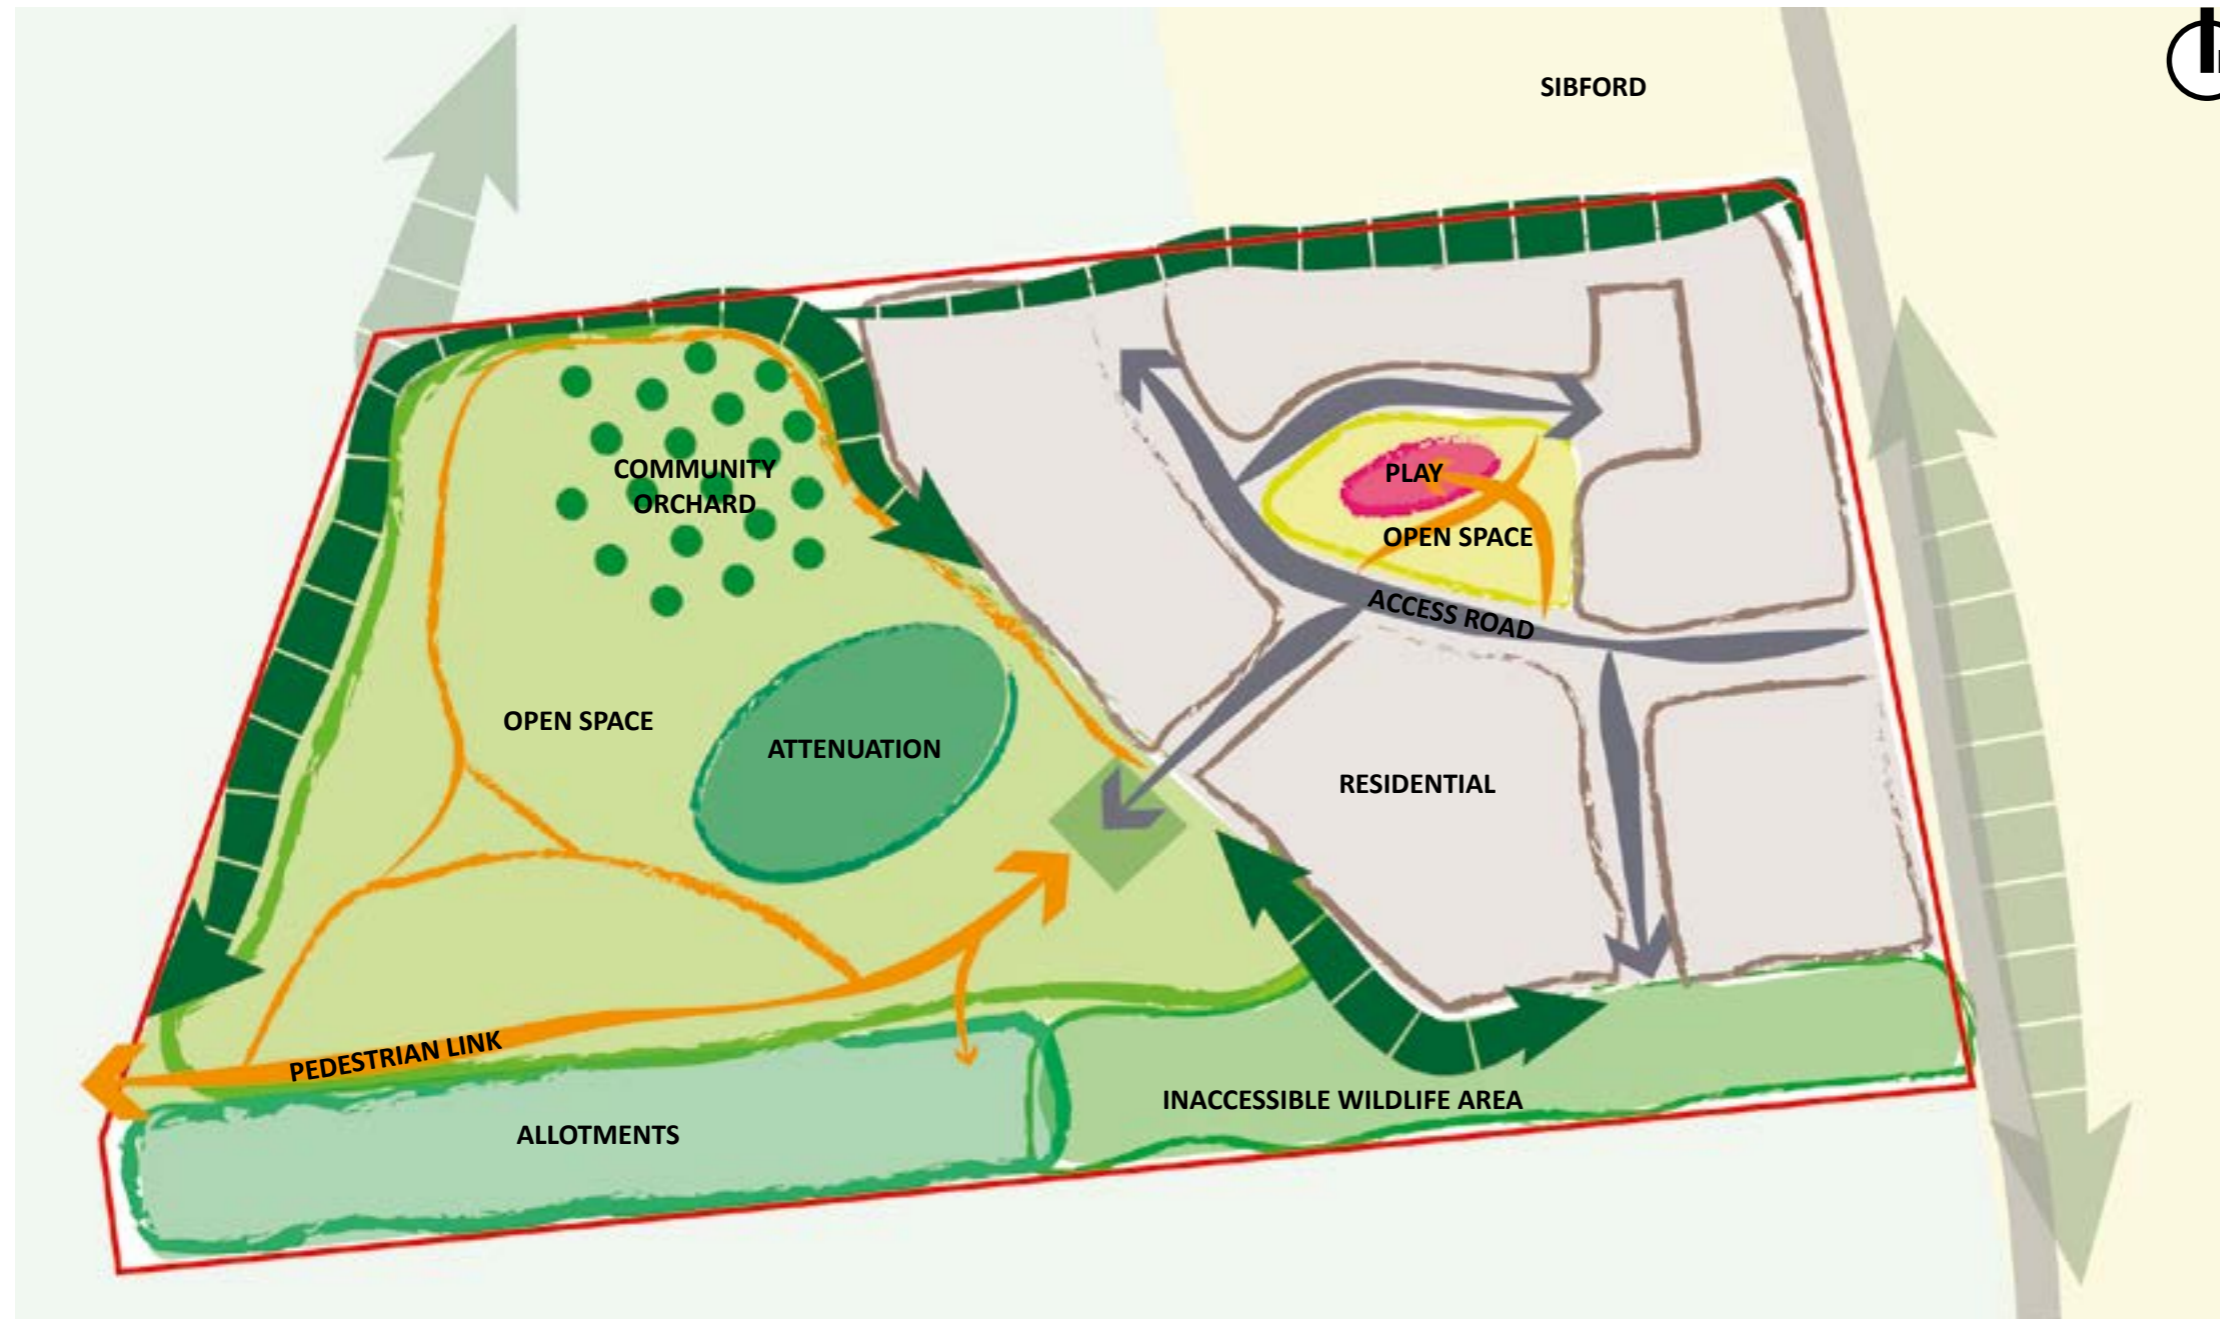 SIBFORD
COMMUNITY
ORCHARD
PLAY
OPEN SPACE
ACCESS ROAD
OPEN SPACE
ATTENUATION
RESIDENTIAL
PEDESTRIAN LINK
INACCESSIBLE WILDLIFE AREA
ALLOTMENTS